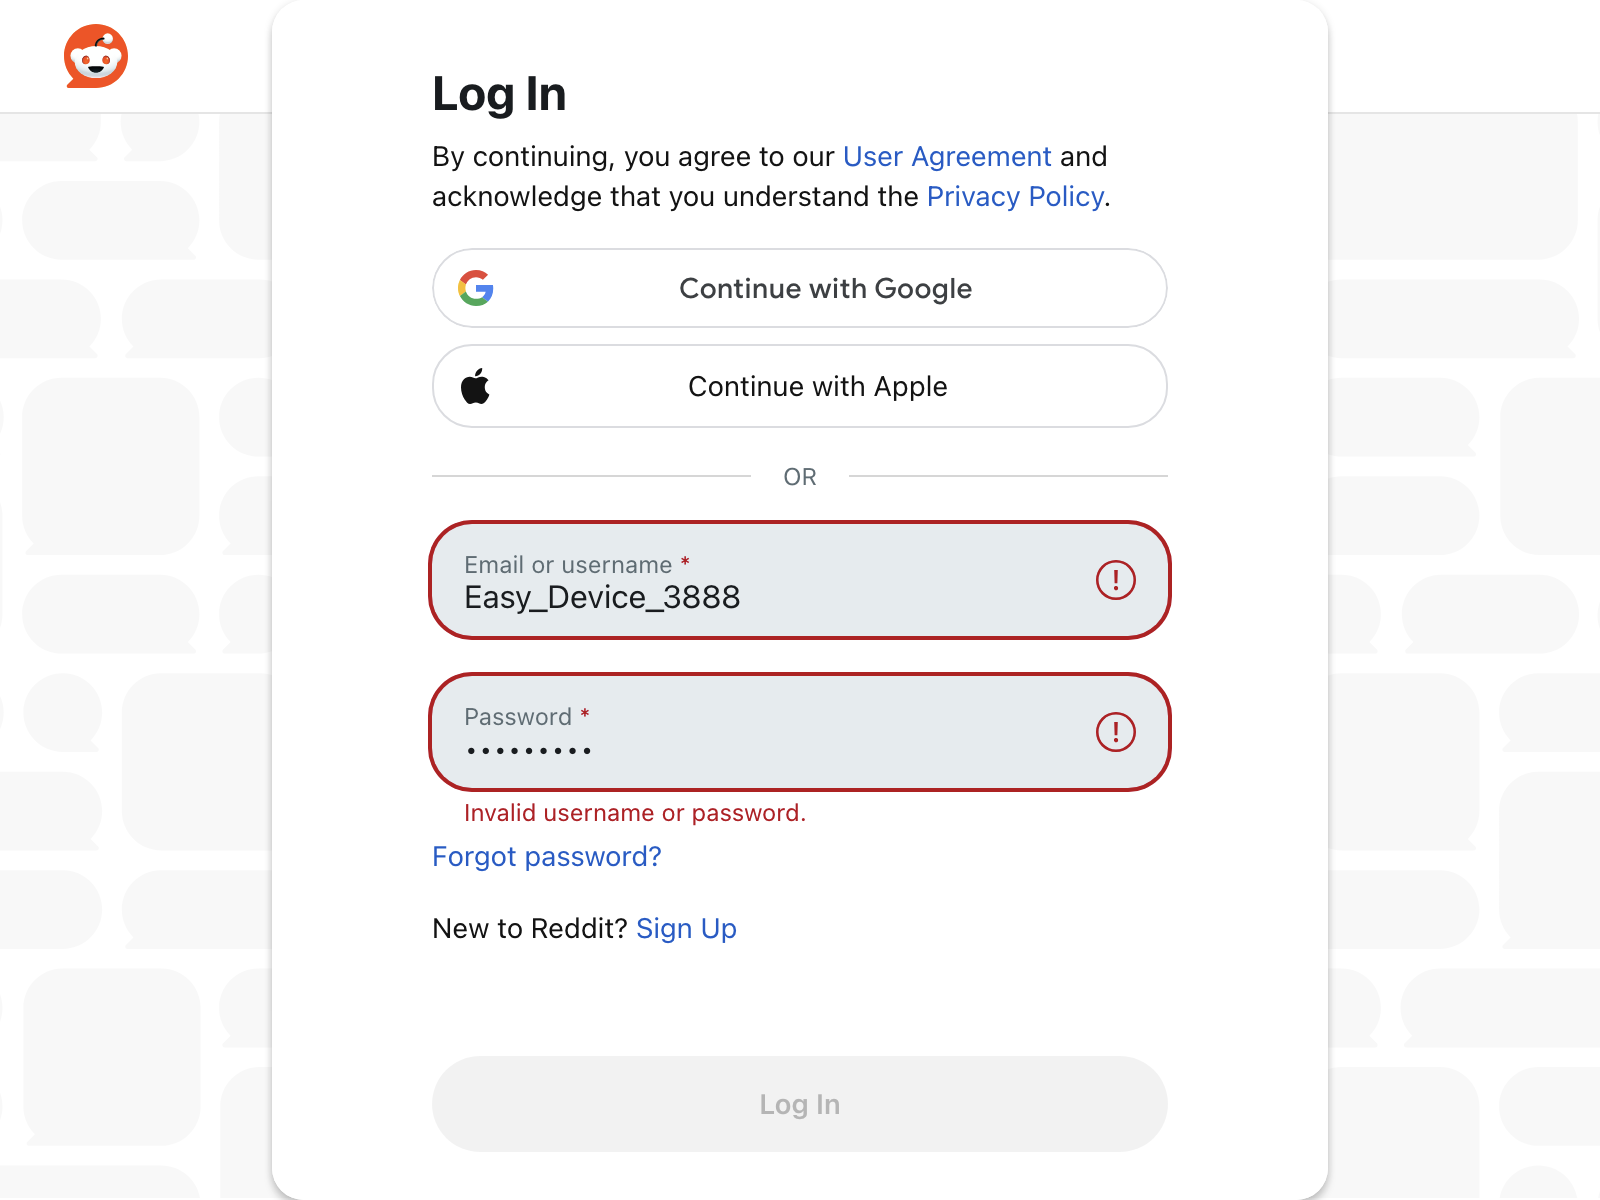 Log In
By continuing, you agree to our User Agreement and
acknowledge that you understand the Privacy Policy.
Continue with Google
Continue with Apple
OR
Email or username *
Easy_Device_3888
Password *
•••••••••
Invalid username or password.
Forgot password?
New to Reddit? Sign Up
Log In